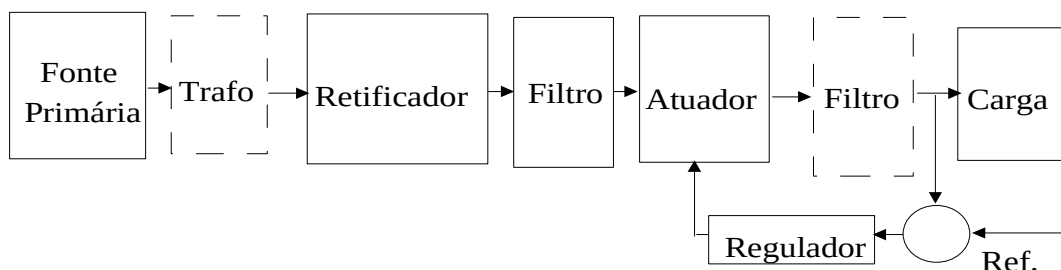 Fonte
Primária
Trafo
Retificador
Filtro
Atuador
Filtro
Carga
Regulador
Ref.